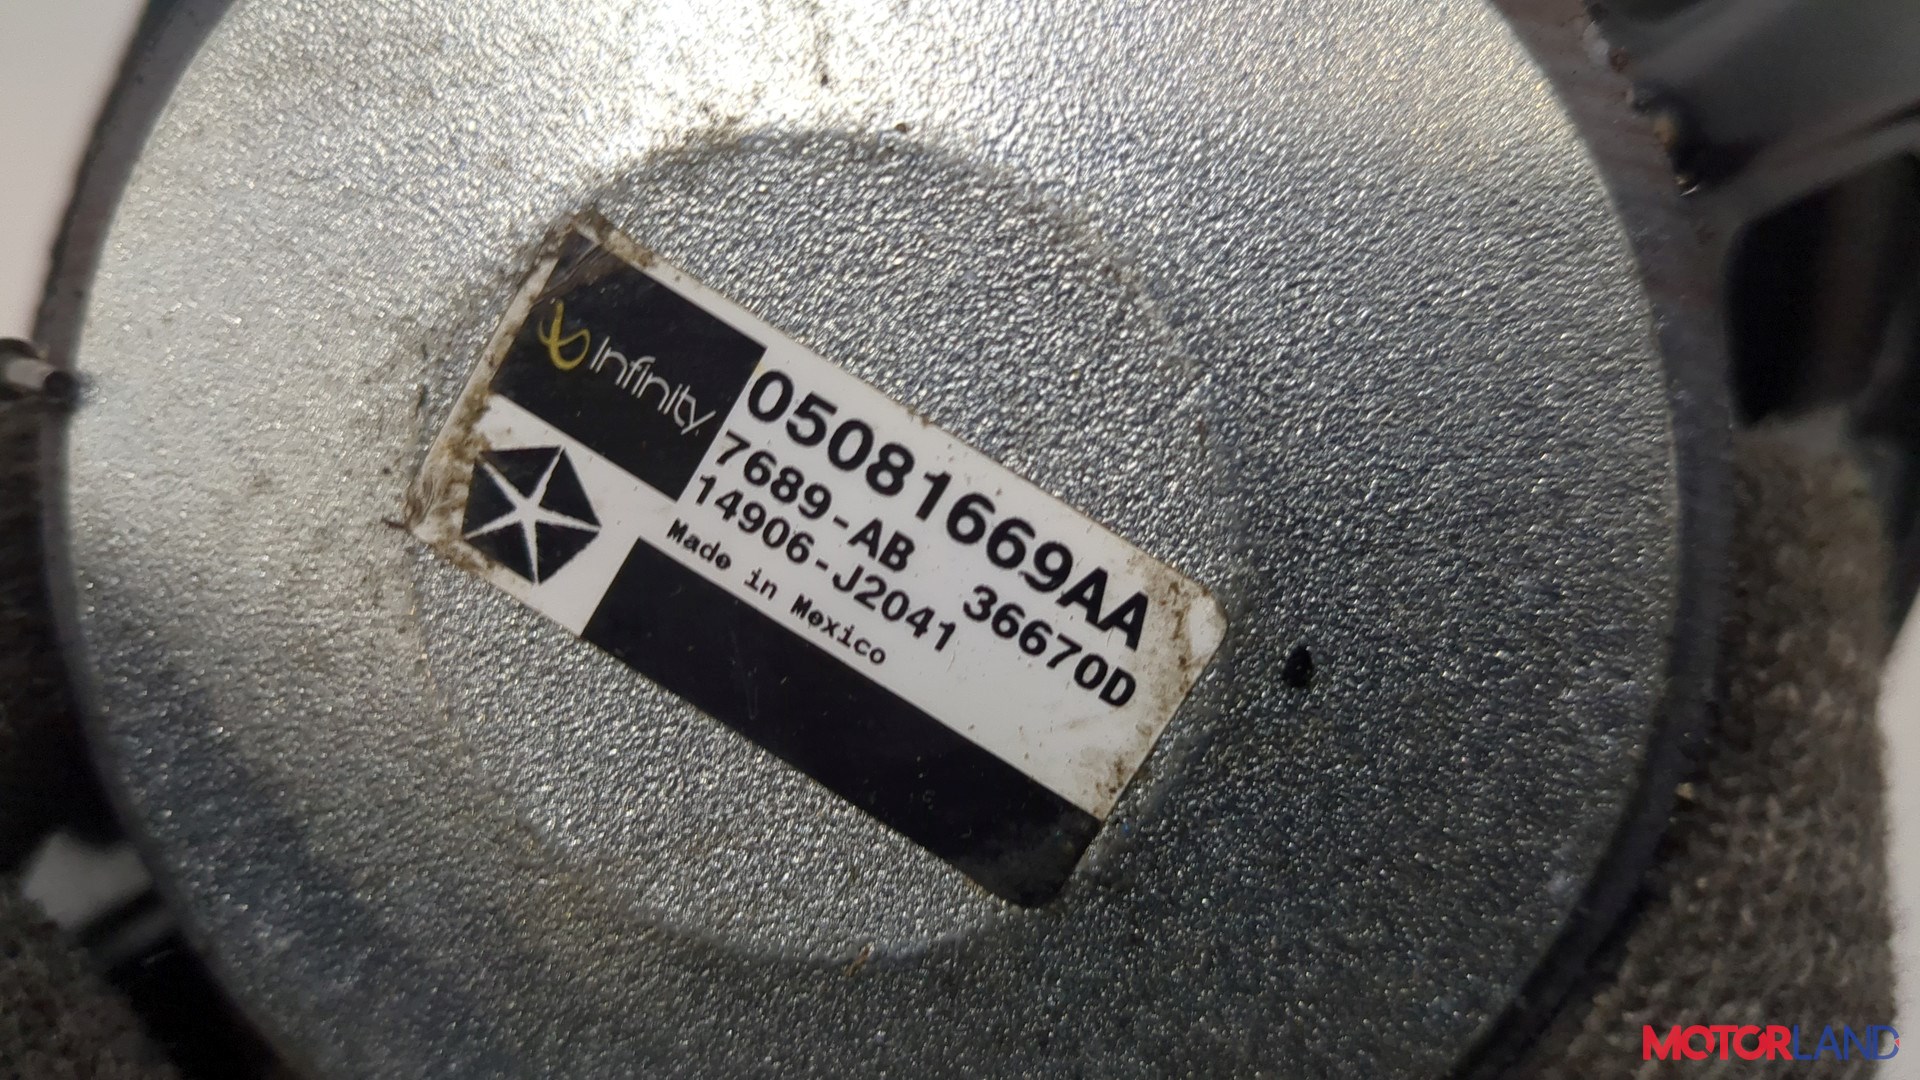 Infinity
05081669AA
7689-AB 36670D
14906-J2041
Made in Mexico
MOTORLAND